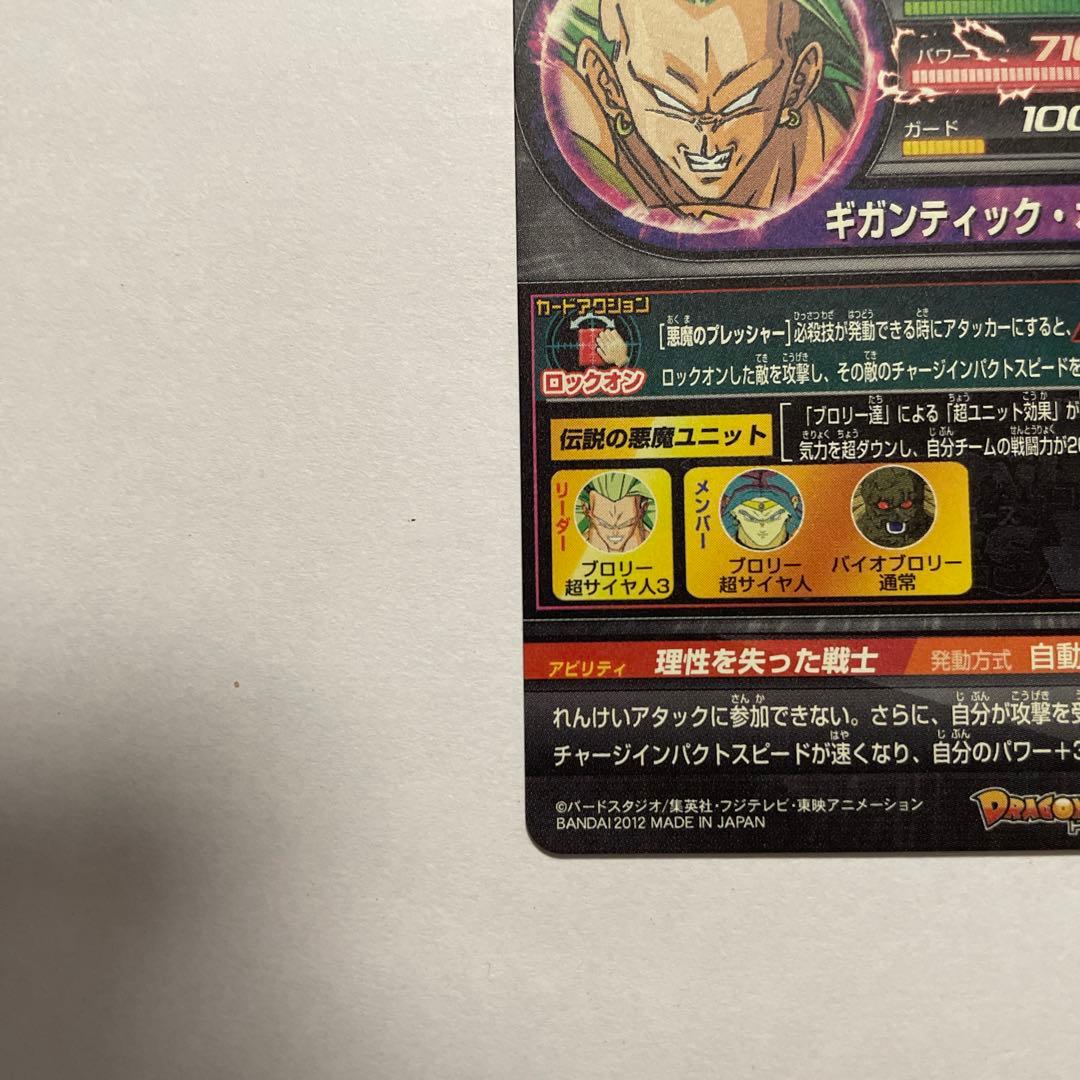 パワー 710
ガード 100
ギガンティック・
カードアクション
ロックオン
[悪魔のプレッシャー]必殺技が発動できる時にアタッカーにすると、
ロックオンした敵を攻撃し、その敵のチャージインパクトスピードを
伝説の悪魔ユニット
「ブロリー達」による「超ユニット効果」が
気力を超ダウンし、自分チームの戦闘力が20
リーダー
ブロリー
超サイヤ人3
メンバー
ブロリー
超サイヤ人
バイオブロリー
通常
アビリティ 理性を失った戦士 発動方式 自動
れんけいアタックに参加できない。さらに、自分が攻撃を受
チャージインパクトスピードが速くなり、自分のパワー+3
©バードスタジオ/集英社・フジテレビ・東映アニメーション
BANDAI 2012 MADE IN JAPAN
DRAGON